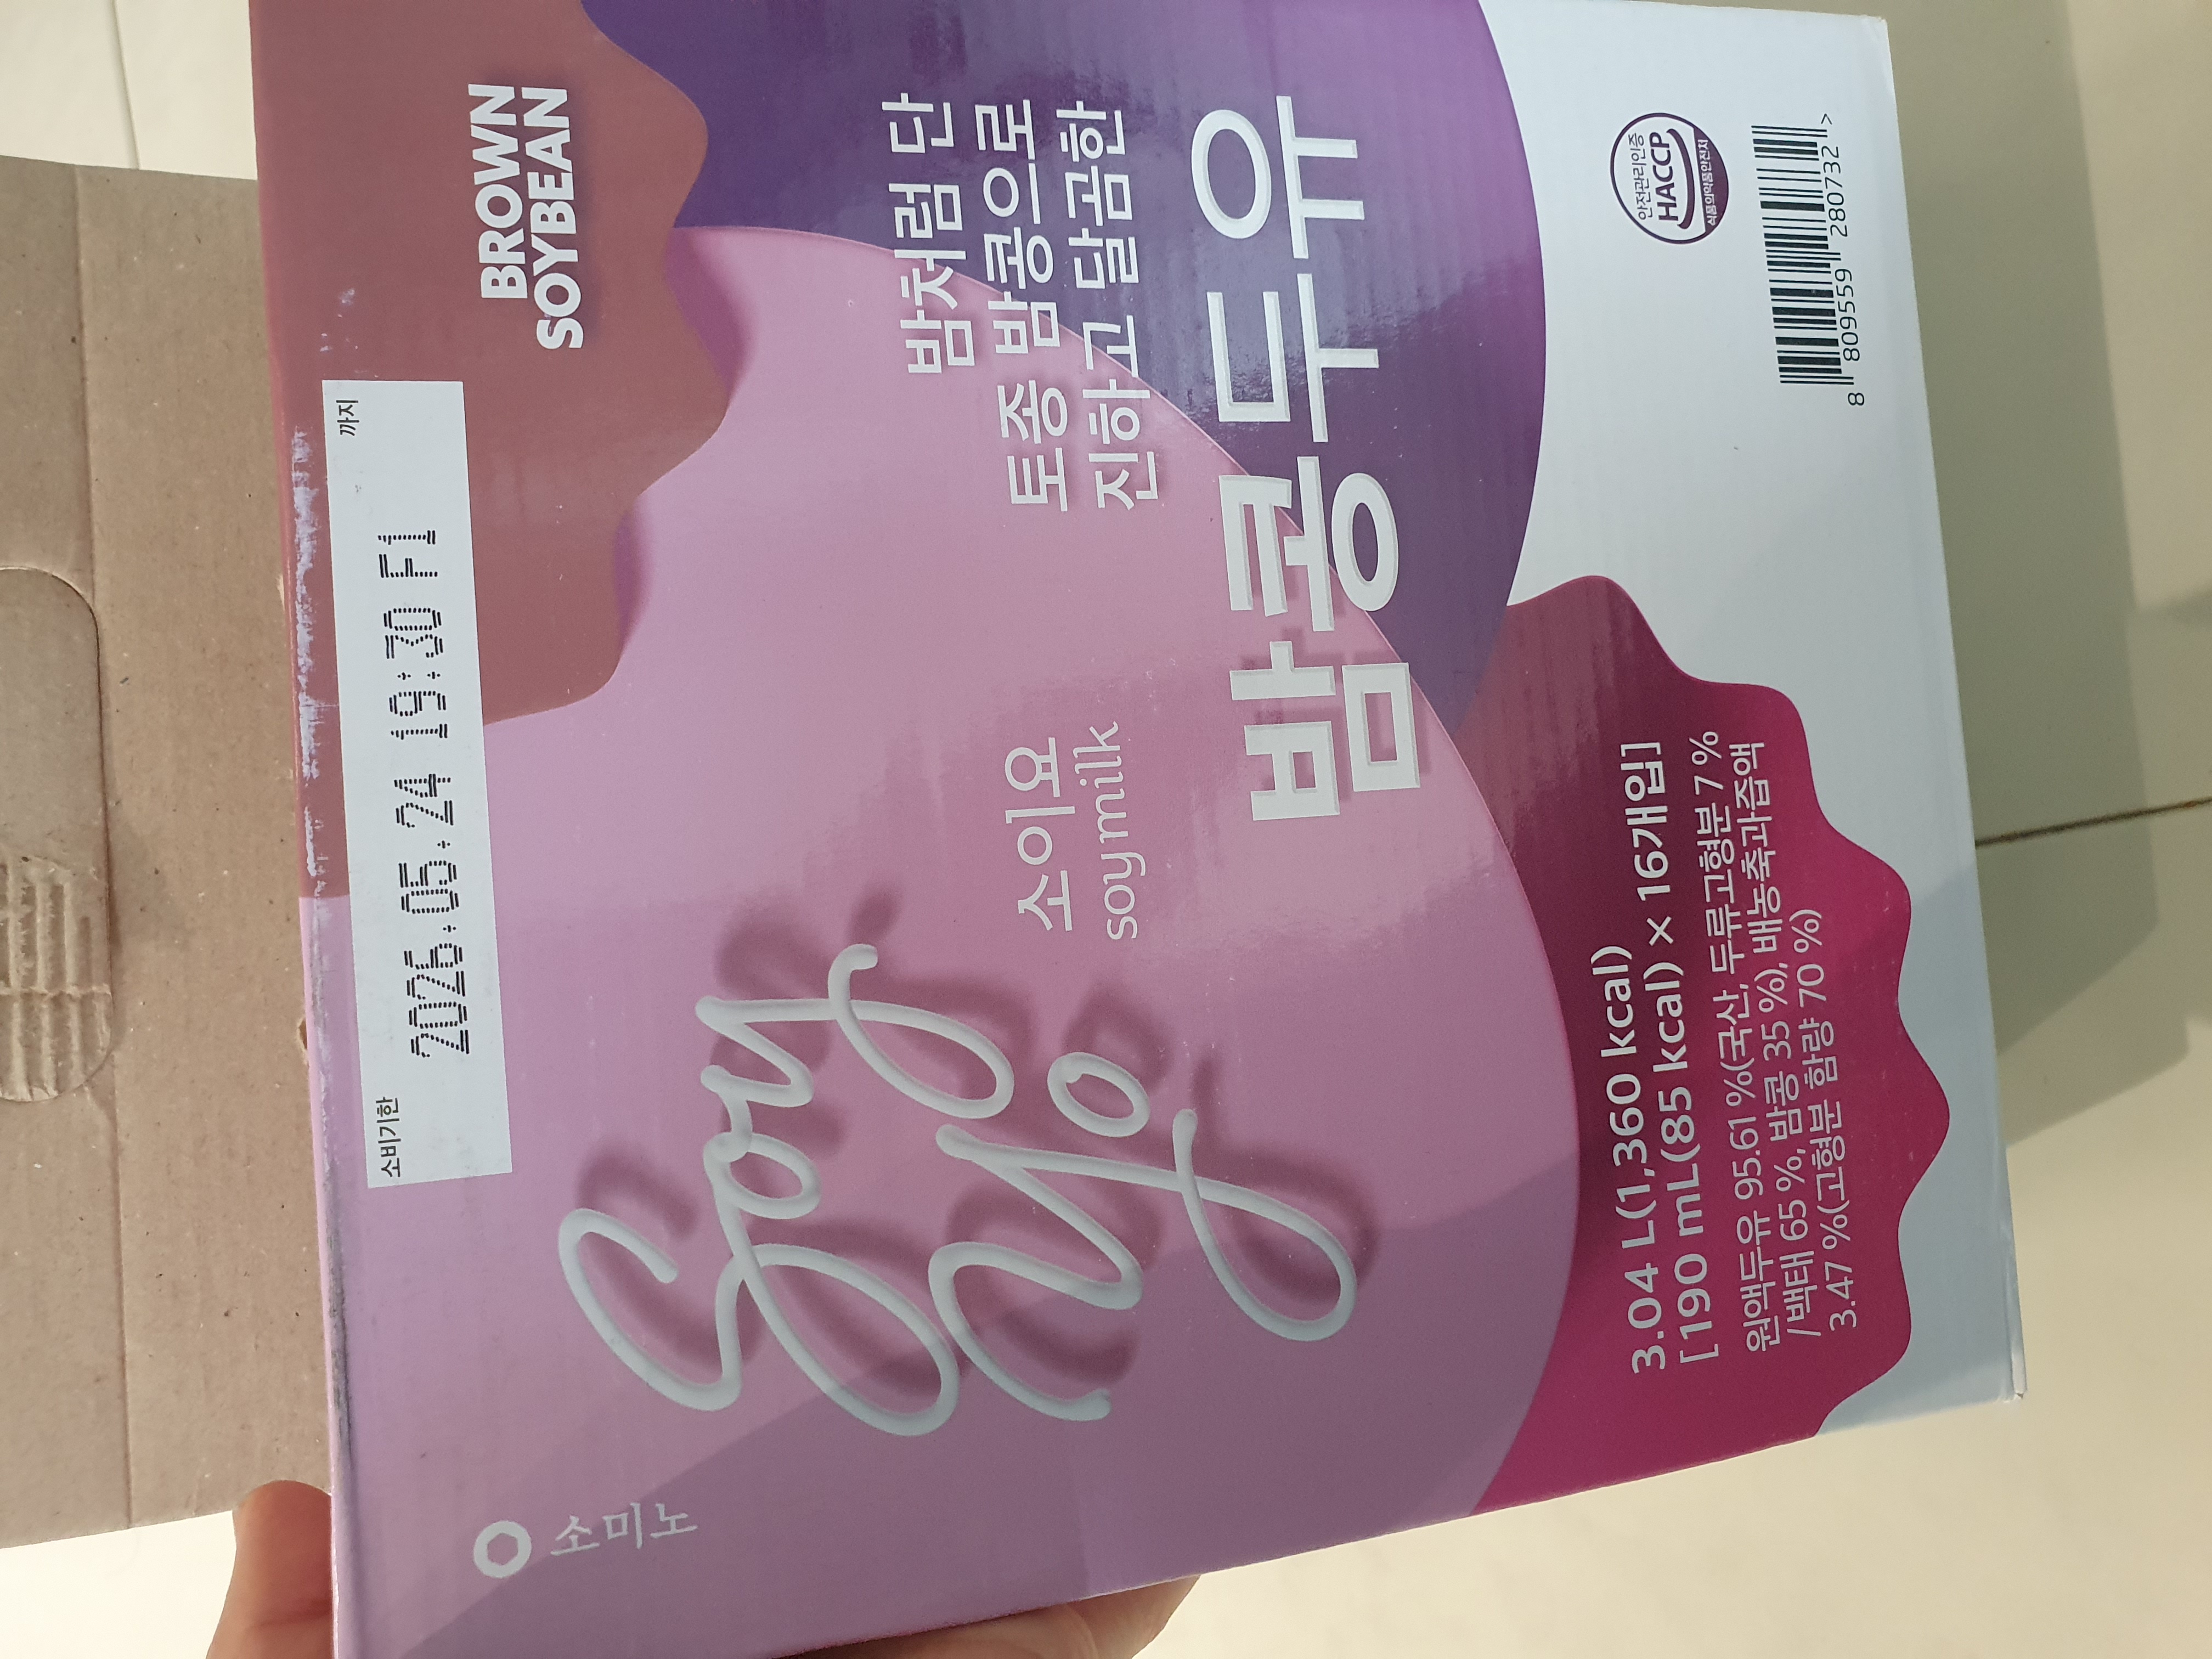 소미노
소비기한
2026.05.24 19:30 F1
까지
BROWN
SOYBEAN
Soy
Yo
소이요
soymilk
밤처럼 단
토종 밤콩으로
진하고 달콤한
밤콩두유
3.04 L(1,360 kcal)
[190 mL(85 kcal) × 16개입]
원액두유 95.61 %(국산, 두류고형분 7 %
/백태 65 %, 밤콩 35 %), 배농축과즙액
3.47 %(고형분 함량 70 %)
안전관리인증
HACCP
식품의약품안전처
8 809559 280732 >